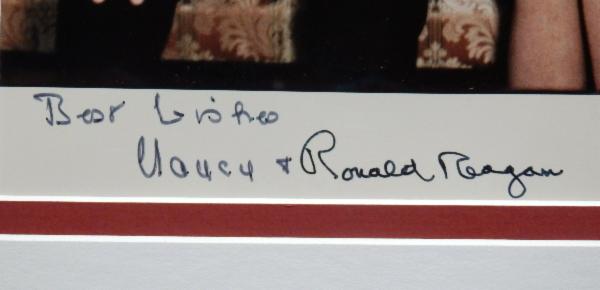 Best Wishes
Nancy & Ronald Reagan